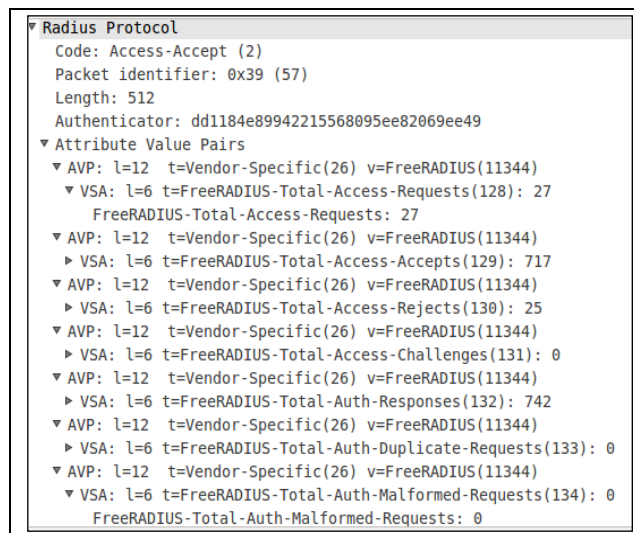 Radius Protocol
Code: Access-Accept (2)
Packet identifier: 0x39 (57)
Length: 512
Authenticator: dd1184e89942215568095ee82069ee49
Attribute Value Pairs
AVP: l=12 t=Vendor-Specific(26) v=FreeRADIUS(11344)
VSA: l=6 t=FreeRADIUS-Total-Access-Requests(128): 27
FreeRADIUS-Total-Access-Requests: 27
AVP: l=12 t=Vendor-Specific(26) v=FreeRADIUS(11344)
VSA: l=6 t=FreeRADIUS-Total-Access-Accepts(129): 717
AVP: l=12 t=Vendor-Specific(26) v=FreeRADIUS(11344)
VSA: l=6 t=FreeRADIUS-Total-Access-Rejects(130): 25
AVP: l=12 t=Vendor-Specific(26) v=FreeRADIUS(11344)
VSA: l=6 t=FreeRADIUS-Total-Access-Challenges(131): 0
AVP: l=12 t=Vendor-Specific(26) v=FreeRADIUS(11344)
VSA: l=6 t=FreeRADIUS-Total-Auth-Responses(132): 742
AVP: l=12 t=Vendor-Specific(26) v=FreeRADIUS(11344)
VSA: l=6 t=FreeRADIUS-Total-Auth-Duplicate-Requests(133): 0
AVP: l=12 t=Vendor-Specific(26) v=FreeRADIUS(11344)
VSA: l=6 t=FreeRADIUS-Total-Auth-Malformed-Requests(134): 0
FreeRADIUS-Total-Auth-Malformed-Requests: 0